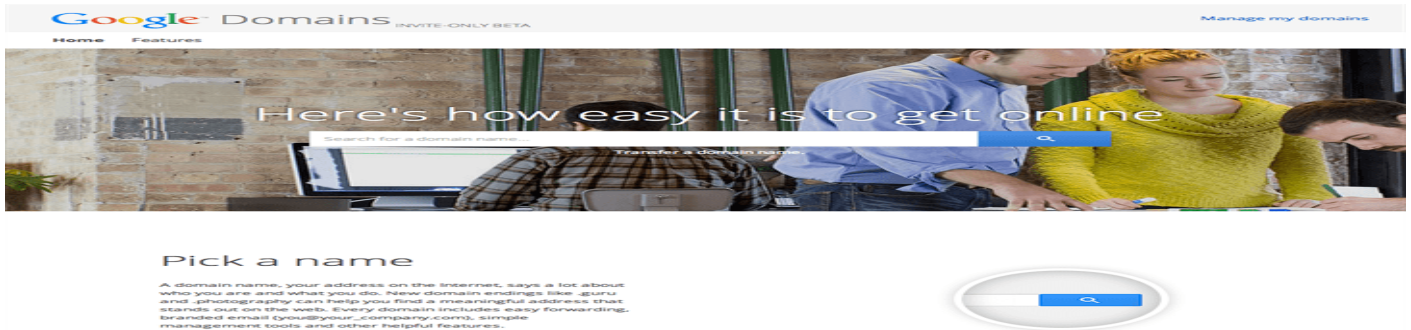 Google Domains INVITE-ONLY BETA
Manage my domains
Home Features
Here's how easy it is to get online
Search for a domain name...
Transfer a domain name.
Pick a name
A domain name, your address on the Internet, says a lot about
who you are and what you do. New domain endings like .guru
and .photography can help you find a meaningful address that
stands out on the web. Every domain includes easy forwarding,
branded email (you@your_company.com), simple
management tools and other helpful features.